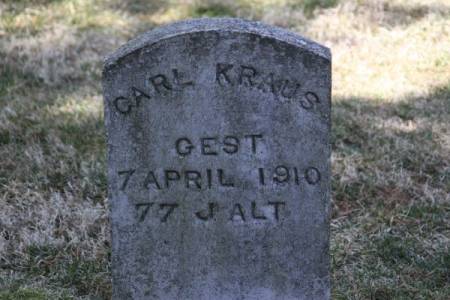 CARL KRAUS
GEST
7 APRIL 1910
77 J ALT